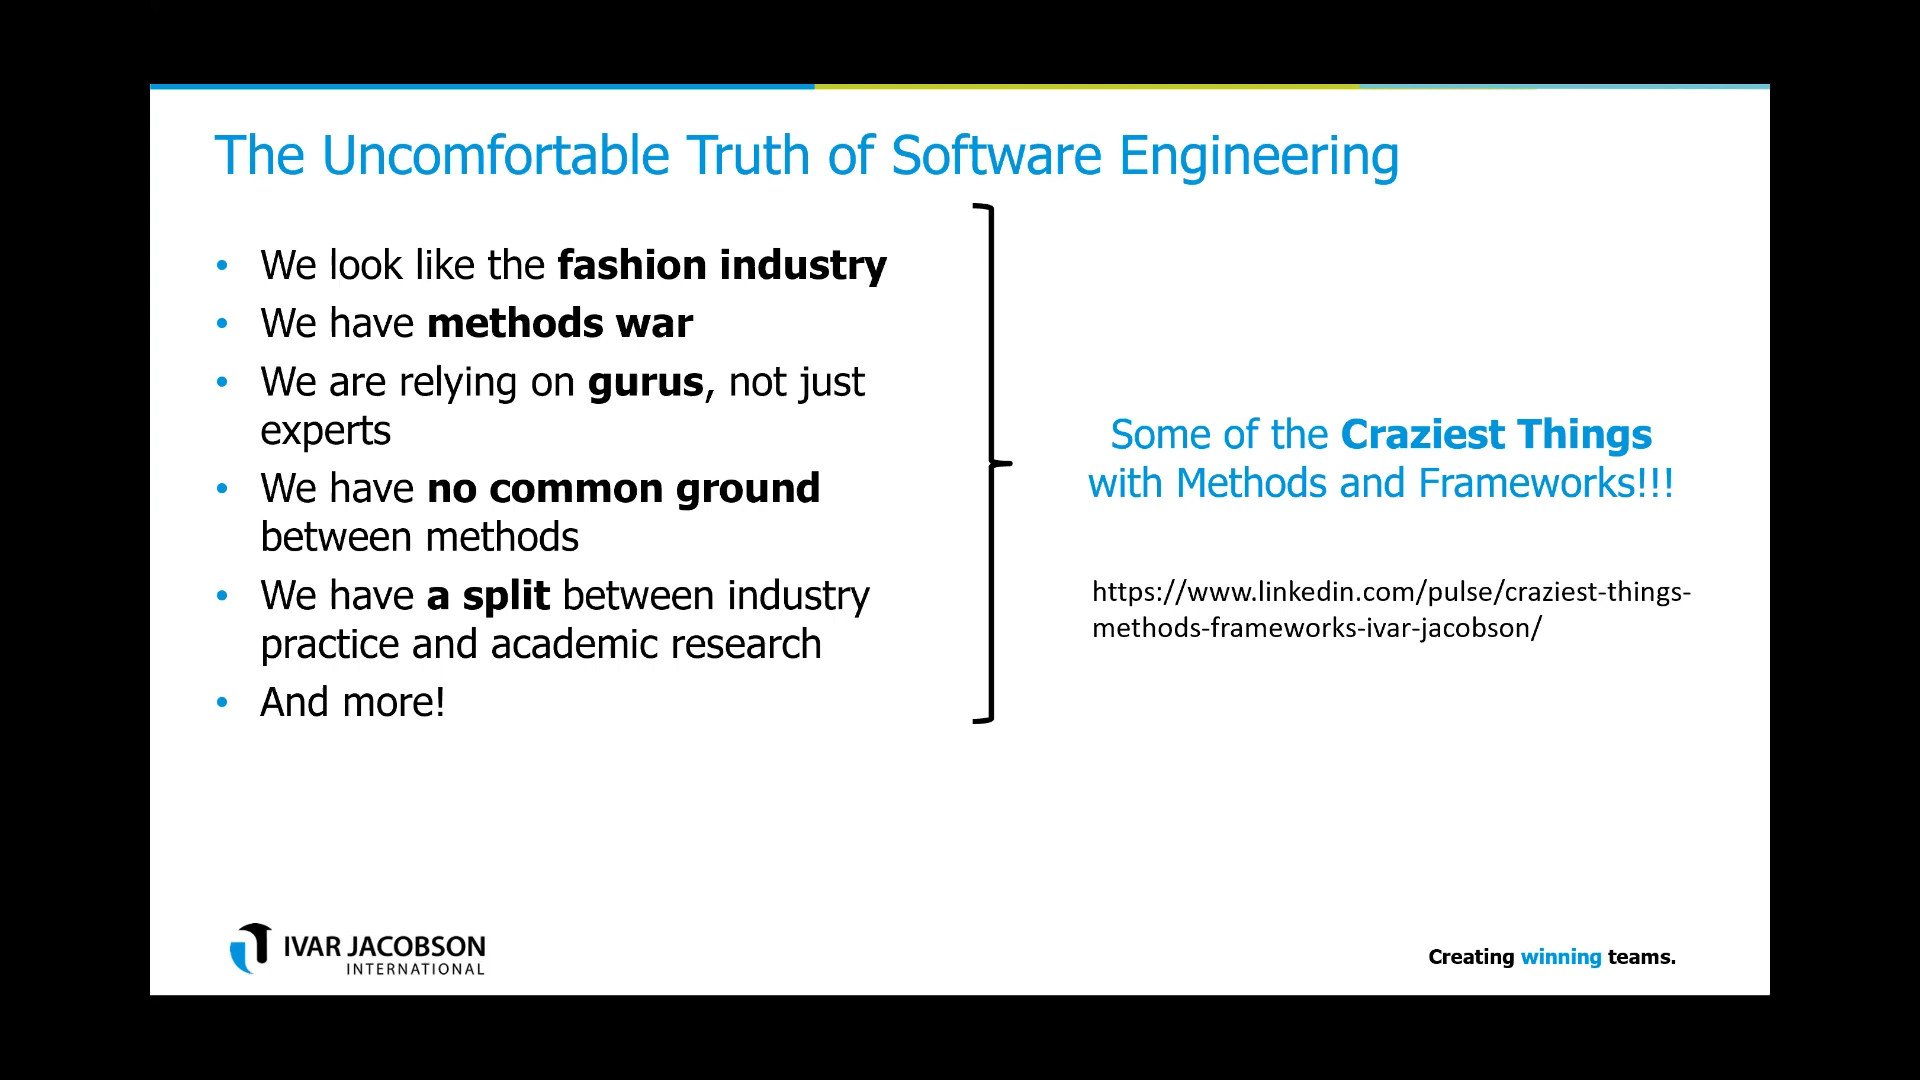 The Uncomfortable Truth of Software Engineering
• We look like the fashion industry
• We have methods war
• We are relying on gurus, not just
experts
• We have no common ground
between methods
• We have a split between industry
practice and academic research
• And more!
Some of the Craziest Things
with Methods and Frameworks!!!
https://www.linkedin.com/pulse/craziest-things-
methods-frameworks-ivar-jacobson/
IVAR JACOBSON
INTERNATIONAL
Creating winning teams.